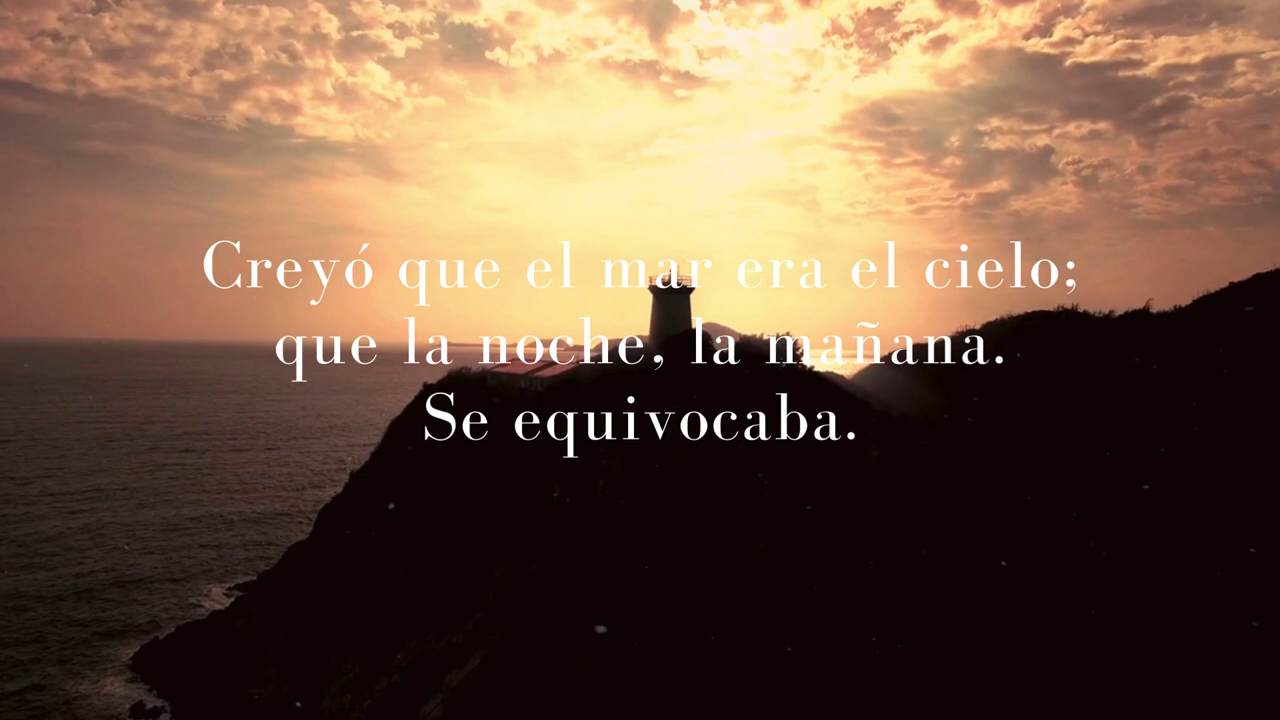 Creyó que el mar era el cielo;
que la noche, la mañana.
Se equivocaba.